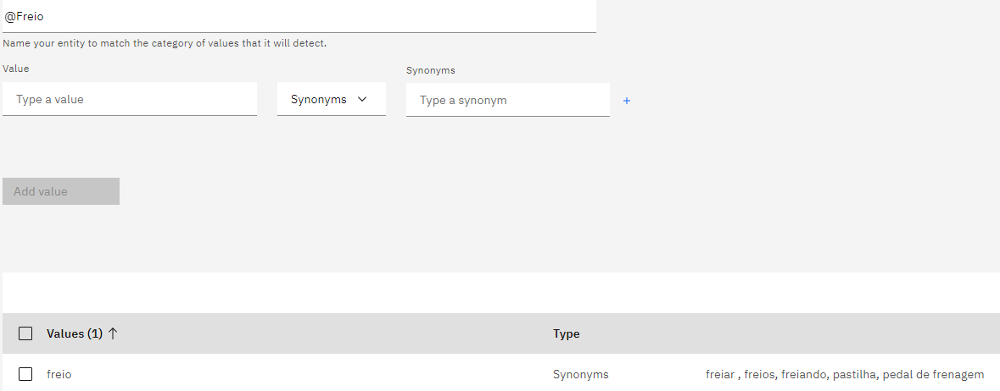 @Freio
Name your entity to match the category of values that it will detect.
Value
Synonyms
Type a value
Synonyms
Type a synonym
+
Add value
Values (1) ↑
Type
freio
Synonyms
freiar , freios, freiando, pastilha, pedal de frenagem